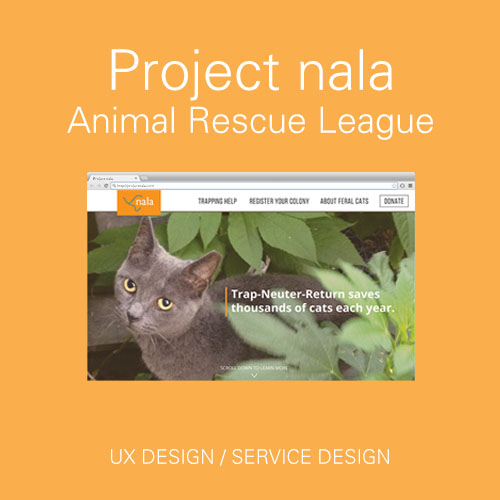 Project nala
Animal Rescue League
Project nala
nala
TRAPPING HELP REGISTER YOUR COLONY ABOUT FERAL CATS DONATE
Trap-Neuter-Return saves
thousands of cats each year.
SCROLL DOWN TO LEARN MORE
UX DESIGN / SERVICE DESIGN